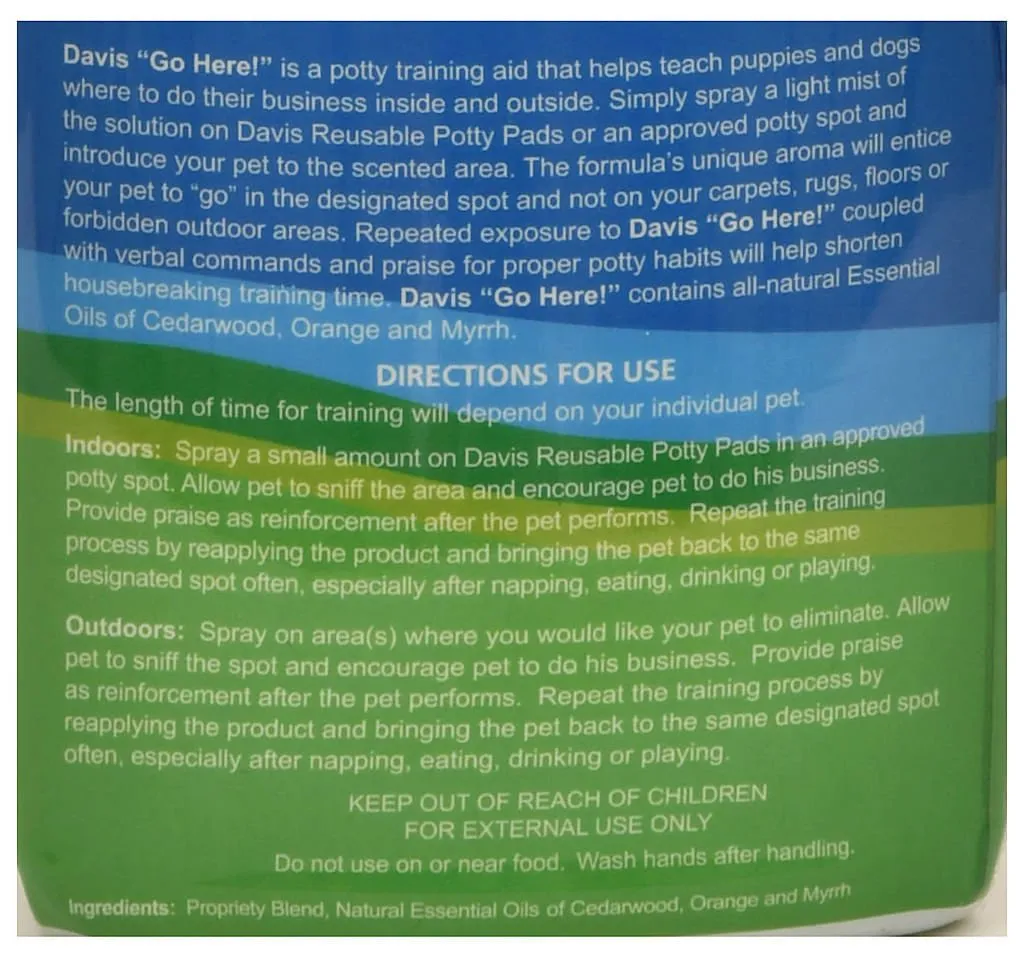 Davis “Go Here!” is a potty training aid that helps teach puppies and dogs
where to do their business inside and outside. Simply spray a light mist of
the solution on Davis Reusable Potty Pads or an approved potty spot and
introduce your pet to the scented area. The formula’s unique aroma will entice
your pet to “go” in the designated spot and not on your carpets, rugs, floors or
forbidden outdoor areas. Repeated exposure to Davis “Go Here!” coupled
with verbal commands and praise for proper potty habits will help shorten
housebreaking training time. Davis “Go Here!” contains all-natural Essential
Oils of Cedarwood, Orange and Myrrh.
DIRECTIONS FOR USE
The length of time for training will depend on your individual pet.
Indoors: Spray a small amount on Davis Reusable Potty Pads in an approved
potty spot. Allow pet to sniff the area and encourage pet to do his business.
Provide praise as reinforcement after the pet performs. Repeat the training
process by reapplying the product and bringing the pet back to the same
designated spot often, especially after napping, eating, drinking or playing.
Outdoors: Spray on area(s) where you would like your pet to eliminate. Allow
pet to sniff the spot and encourage pet to do his business. Provide praise
as reinforcement after the pet performs. Repeat the training process by
reapplying the product and bringing the pet back to the same designated spot
often, especially after napping, eating, drinking or playing.
KEEP OUT OF REACH OF CHILDREN
FOR EXTERNAL USE ONLY
Do not use on or near food. Wash hands after handling.
Ingredients: Propriety Blend, Natural Essential Oils of Cedarwood, Orange and Myrrh